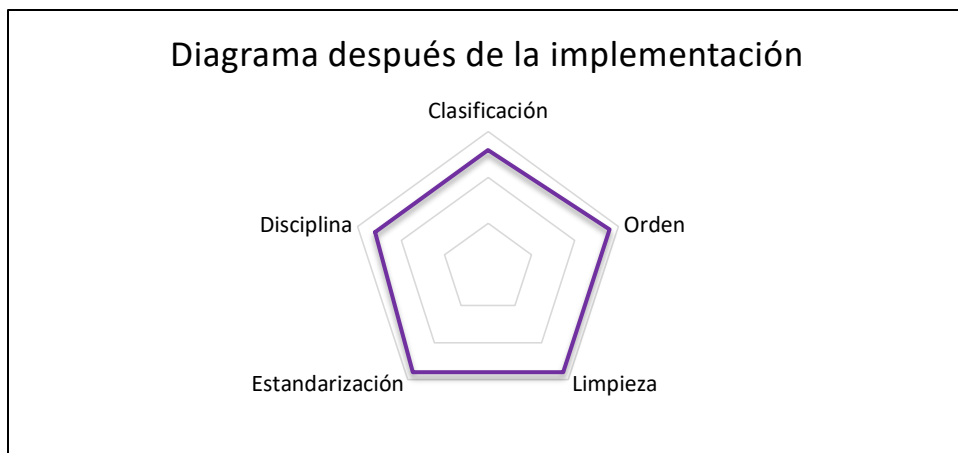 Diagrama después de la implementación
Clasificación
Disciplina
Orden
Estandarización
Limpieza